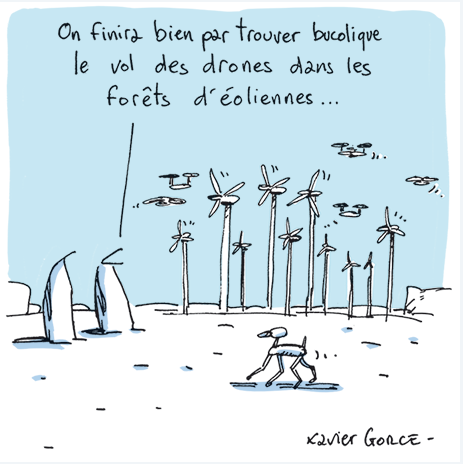 On finira bien par trouver bucolique
le vol des drones dans les
forêts d'éoliennes...
Xavier GORCE -